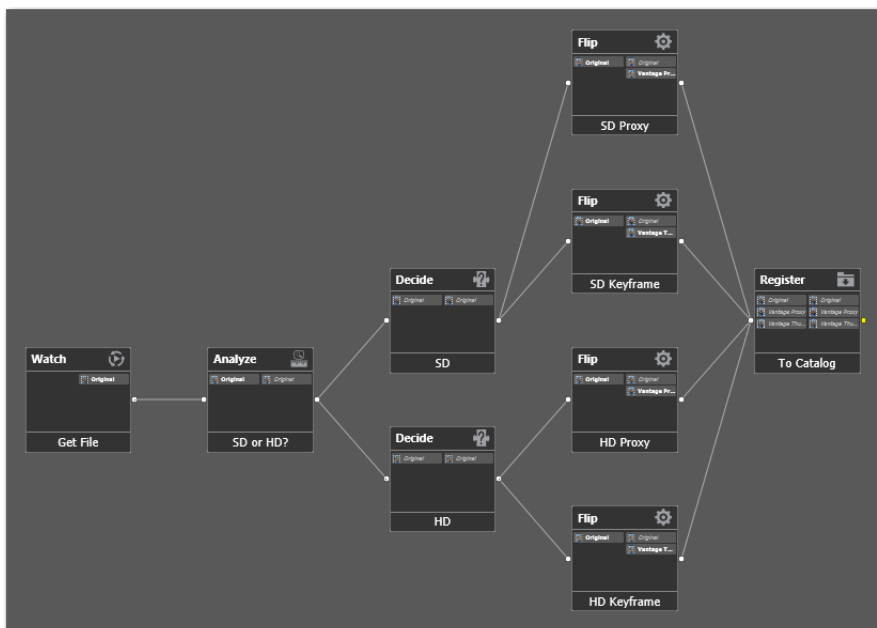 Flip
Original Original
Vantage Pr...
SD Proxy
Flip
Original Original
Vantage T...
SD Keyframe
Decide
Original Original
SD
Register
Original Original
Vantage Proxy Vantage Proxy
Vantage Thu... Vantage Thu...
To Catalog
Watch
Original
Get File
Analyze
Original Original
SD or HD?
Flip
Original Original
Vantage Pr...
HD Proxy
Decide
Original Original
HD
Flip
Original Original
Vantage T...
HD Keyframe